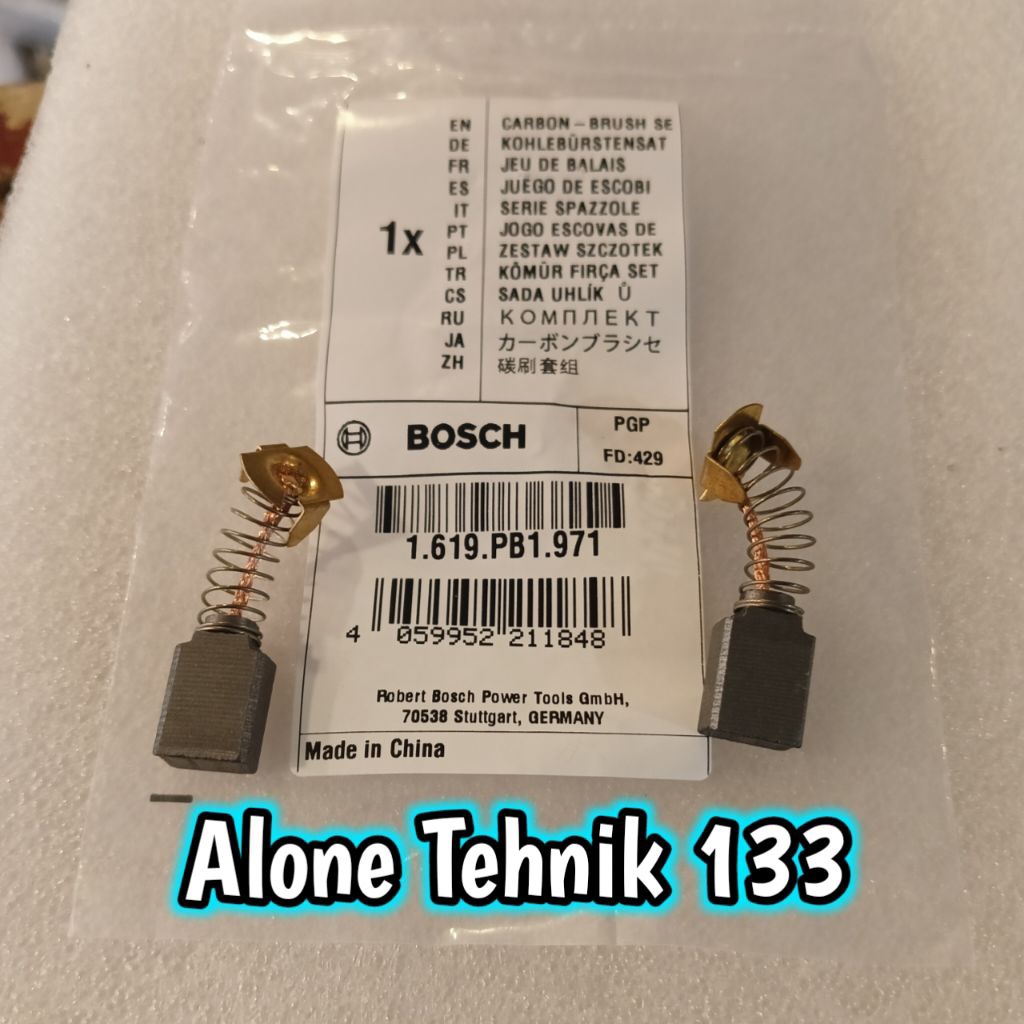 EN CARBON – BRUSH SE
DE KOHLEBÜRSTENSAT
FR JEU DE BALAIS
ES JUEGO DE ESCOBI
IT SERIE SPAZZOLE
1x
PT JOGO ESCOVAS DE
PL ZESTAW SZCZOTEK
TR KÖMÜR FIRÇA SET
CS SADA UHLÍK Ů
RU КОМПЛЕКТ
JA カーボンブラシセ
ZH 碳刷套组
BOSCH
PGP
FD:429
1.619.PB1.971
4 059952 211848
Robert Bosch Power Tools GmbH,
70538 Stuttgart, GERMANY
Made in China
Alone Tehnik 133